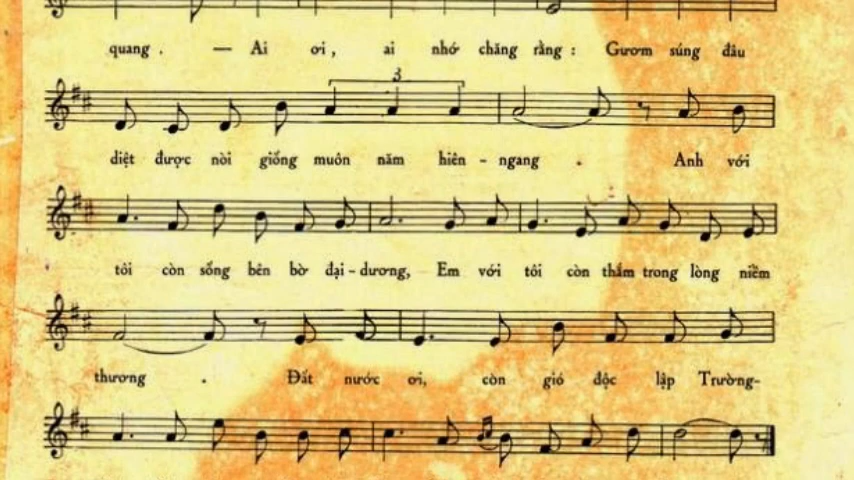 quang . — Ai ơi, ai nhớ chăng rằng : Gươm súng đâu
3
diệt được nòi giống muôn năm hiên - ngang . Anh với
tôi còn sống bên bờ đại - dương, Em với tôi còn thắm trong lòng niềm
thương . Đất nước ơi, còn gió độc lập Trường-